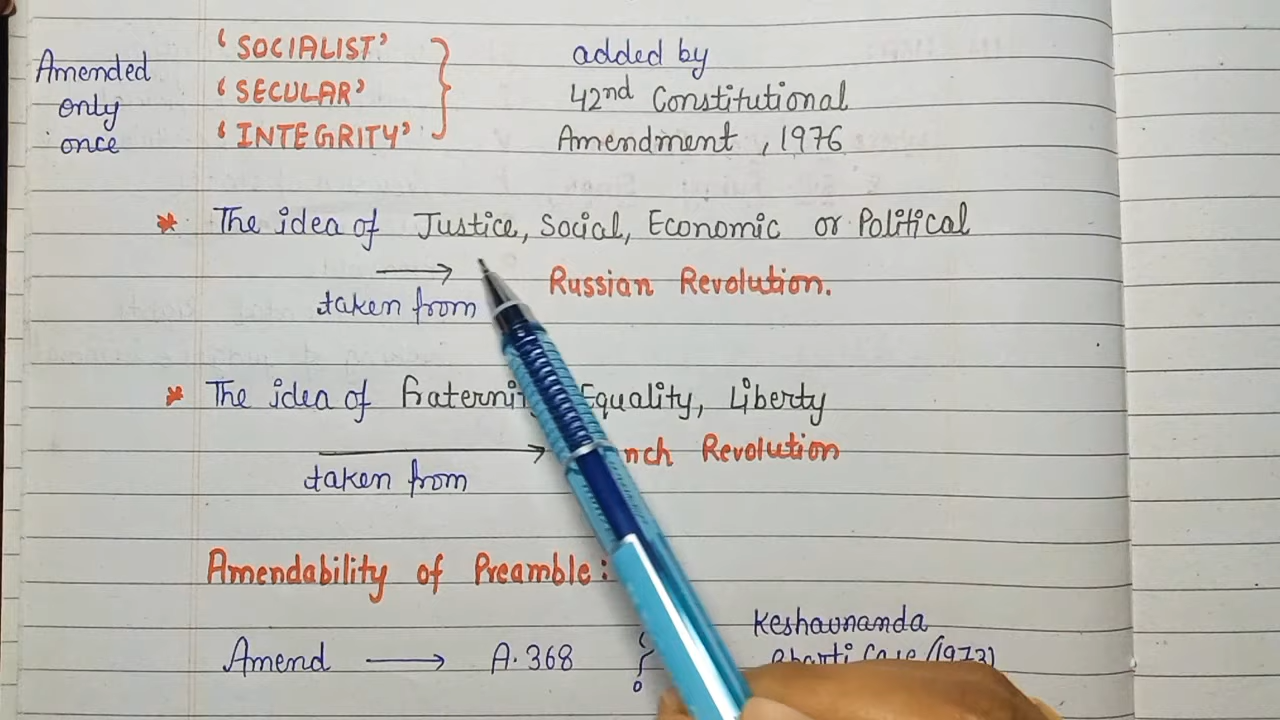 Amended
only
once
'SOCIALIST'
'SECULAR'
'INTEGRITY'
added by
42nd Constitutional
Amendment, 1976
* The idea of Justice, Social, Economic or Political
taken from
Russian Revolution.
* The idea of Equality, Liberty
taken from
Revolution
Amendability of Preamble:
Amend → A.368 ?
Keshavnanda